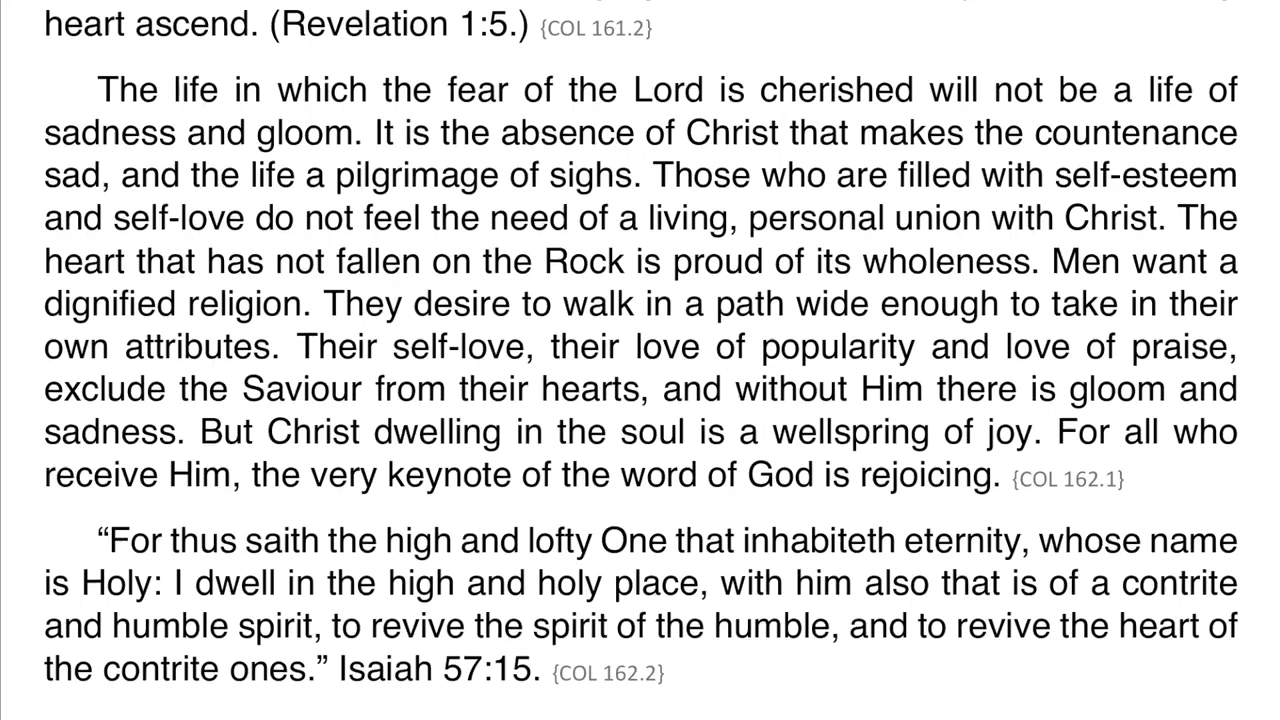 heart ascend. (Revelation 1:5.) {COL 161.2}
The life in which the fear of the Lord is cherished will not be a life of
sadness and gloom. It is the absence of Christ that makes the countenance
sad, and the life a pilgrimage of sighs. Those who are filled with self-esteem
and self-love do not feel the need of a living, personal union with Christ. The
heart that has not fallen on the Rock is proud of its wholeness. Men want a
dignified religion. They desire to walk in a path wide enough to take in their
own attributes. Their self-love, their love of popularity and love of praise,
exclude the Saviour from their hearts, and without Him there is gloom and
sadness. But Christ dwelling in the soul is a wellspring of joy. For all who
receive Him, the very keynote of the word of God is rejoicing. {COL 162.1}
“For thus saith the high and lofty One that inhabiteth eternity, whose name
is Holy: I dwell in the high and holy place, with him also that is of a contrite
and humble spirit, to revive the spirit of the humble, and to revive the heart of
the contrite ones.” Isaiah 57:15. {COL 162.2}